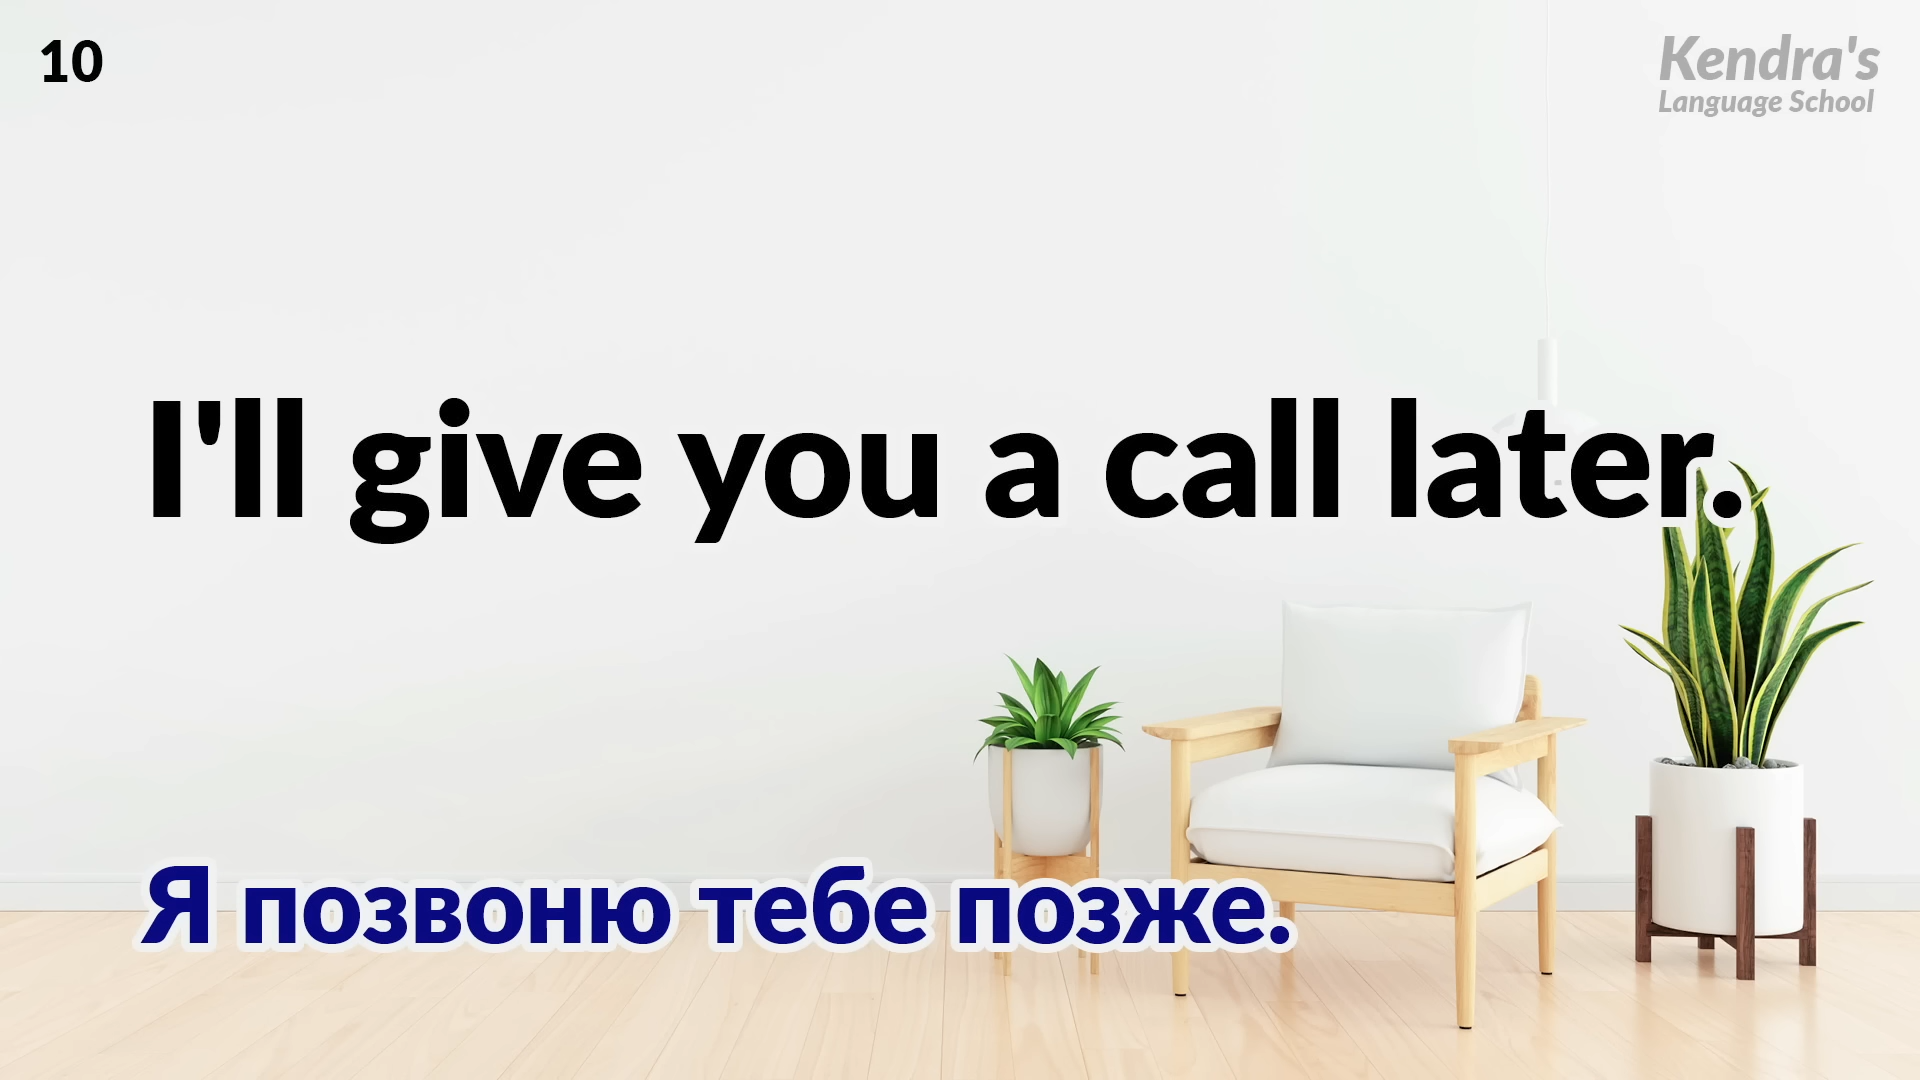 10
Kendra's
Language School
I'll give you a call later.
Я позвоню тебе позже.